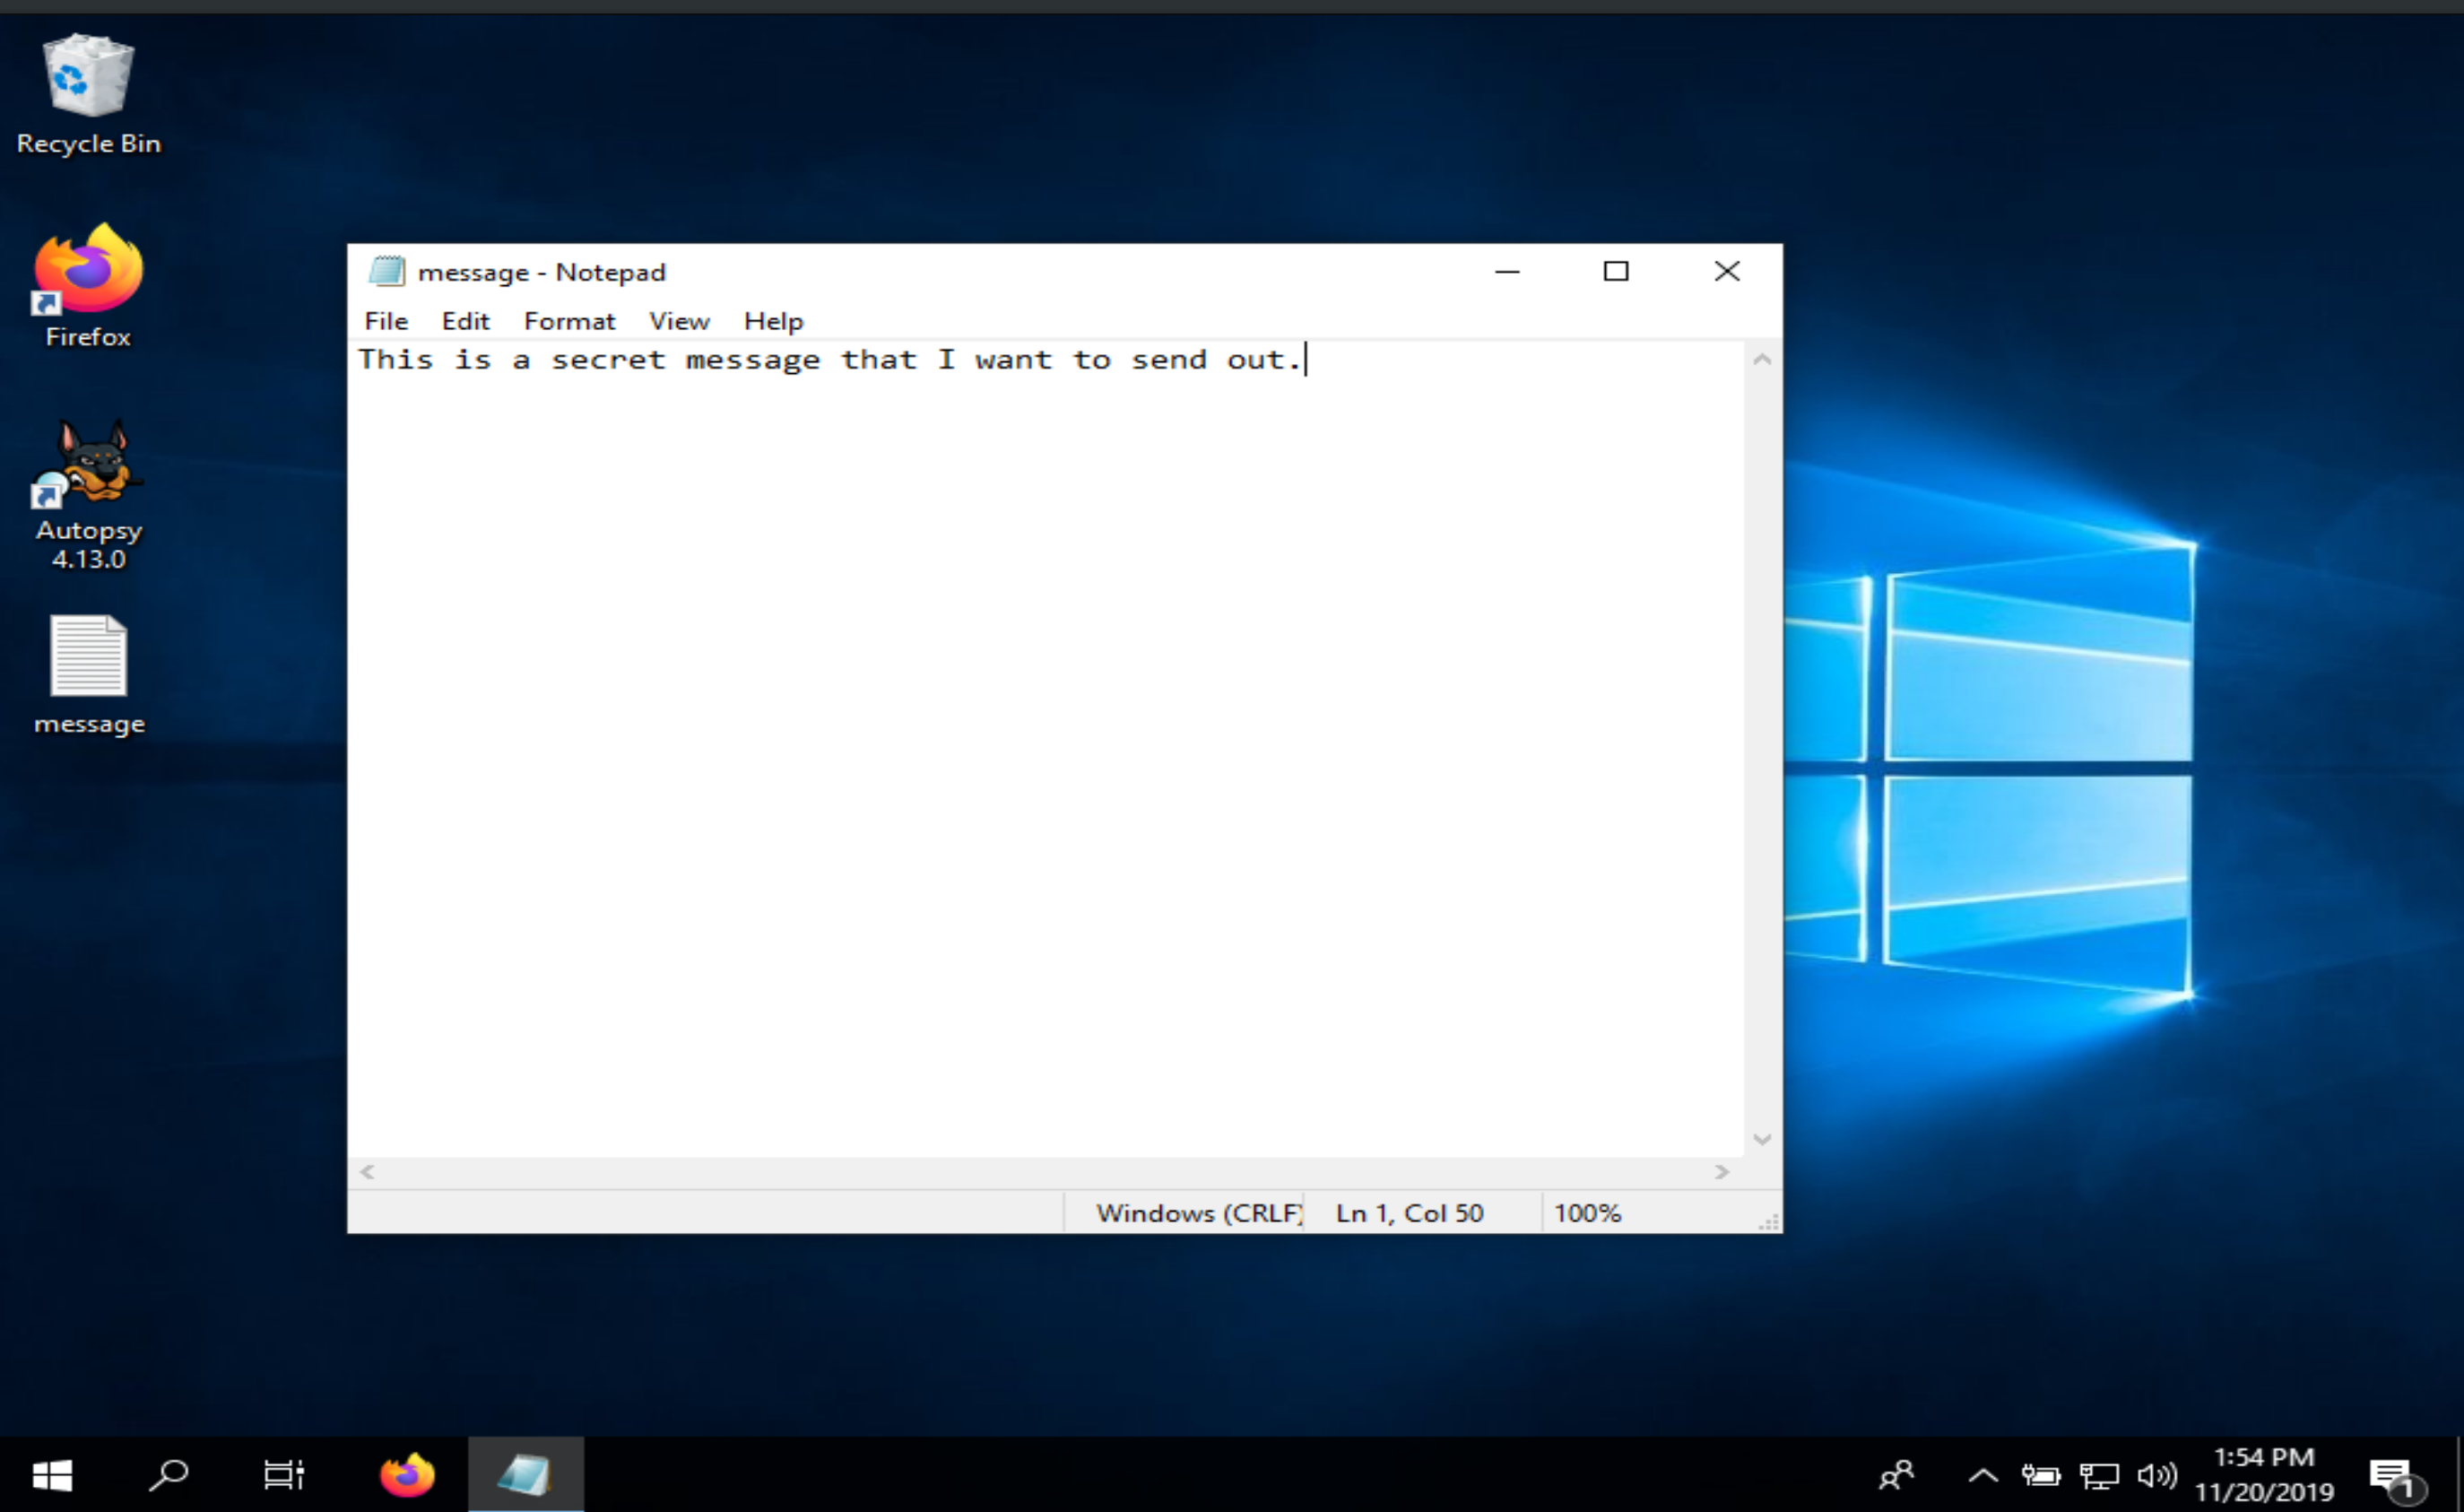 Recycle Bin
Firefox
Autopsy
4.13.0
message
message - Notepad
File Edit Format View Help
This is a secret message that I want to send out.
Windows (CRLF) Ln 1, Col 50 100%
1:54 PM
11/20/2019
1